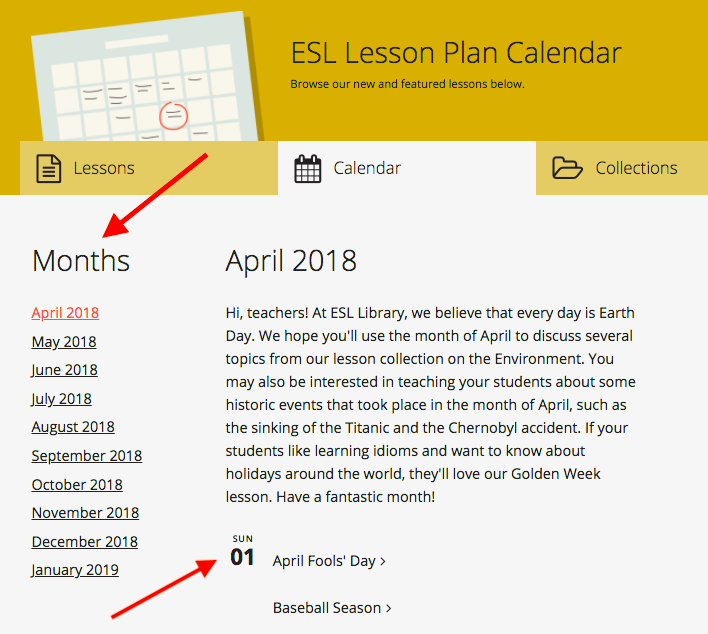 ESL Lesson Plan Calendar
Browse our new and featured lessons below.
Lessons
Calendar
Collections
Months
April 2018
May 2018
June 2018
July 2018
August 2018
September 2018
October 2018
November 2018
December 2018
January 2019
April 2018
Hi, teachers! At ESL Library, we believe that every day is Earth
Day. We hope you'll use the month of April to discuss several
topics from our lesson collection on the Environment. You
may also be interested in teaching your students about some
historic events that took place in the month of April, such as
the sinking of the Titanic and the Chernobyl accident. If your
students like learning idioms and want to know about
holidays around the world, they'll love our Golden Week
lesson. Have a fantastic month!
SUN
01
April Fools' Day >
Baseball Season >